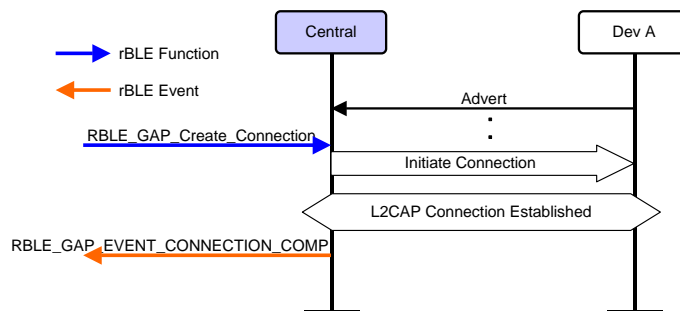 Central
Dev A
rBLE Function
rBLE Event
Advert
RBLE_GAP_Create_Connection
Initiate Connection
L2CAP Connection Established
RBLE_GAP_EVENT_CONNECTION_COMP